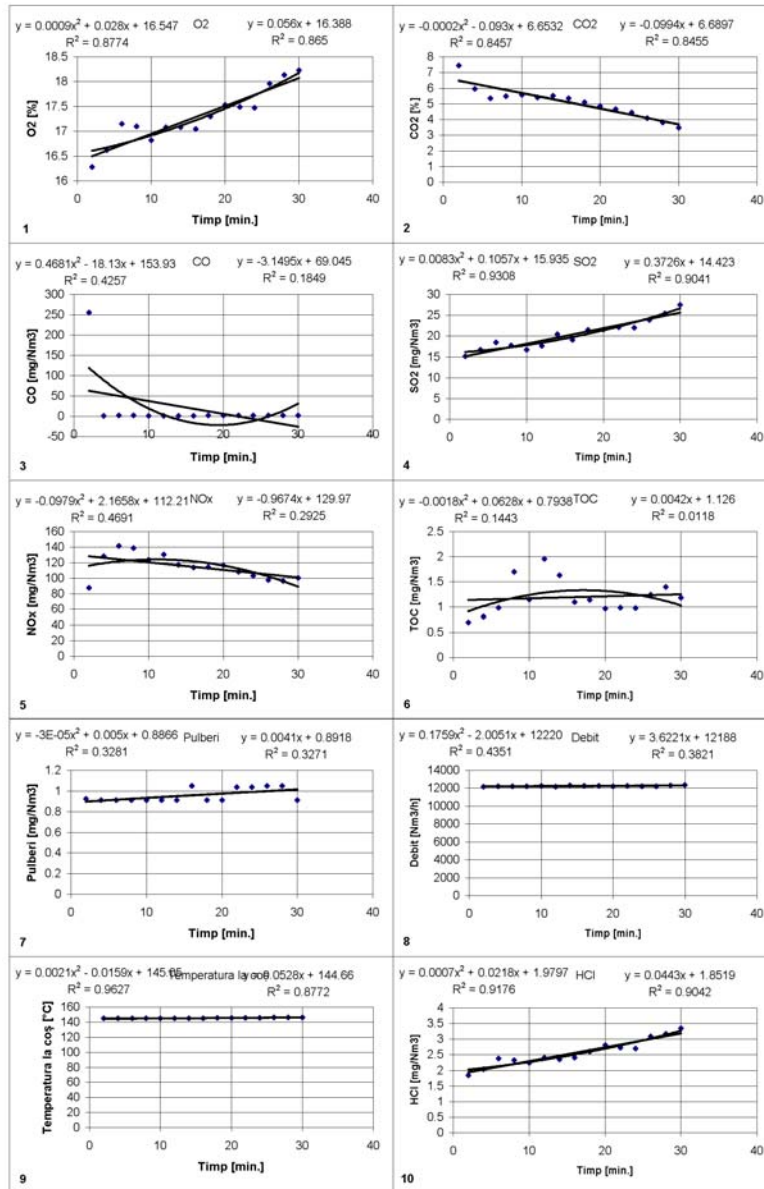 y = 0.0009x² + 0.028x + 16.547 O2 y = 0.056x + 16.388
R² = 0.8774 R² = 0.865
O2 [%]
18.5
18
17.5
17
16.5
16
0 10 20 30 40
Timp [min.]
1
y = -0.0002x² - 0.093x + 6.6532 CO2 y = -0.0994x + 6.6897
R² = 0.8457 R² = 0.8455
CO2 [%]
8
7
6
5
4
3
2
1
0
0 10 20 30 40
Timp [min.]
2
y = 0.4681x² - 18.13x + 153.93 CO y = -3.1495x + 69.045
R² = 0.4257 R² = 0.1849
CO [mg/Nm3]
300
250
200
150
100
50
0
-50
0 10 20 30 40
Timp [min.]
3
y = 0.0083x² + 0.1057x + 15.935 SO2 y = 0.3726x + 14.423
R² = 0.9308 R² = 0.9041
SO2 [mg/Nm3]
30
25
20
15
10
5
0
0 10 20 30 40
Timp [min.]
4
y = -0.0979x² + 2.1658x + 112.21 NOx y = -0.9674x + 129.97
R² = 0.4691 R² = 0.2925
NOx [mg/Nm3]
160
140
120
100
80
60
40
20
0
0 10 20 30 40
Timp [min.]
5
y = -0.0018x² + 0.0628x + 0.7938 TOC y = 0.0042x + 1.126
R² = 0.1443 R² = 0.0118
TOC [mg/Nm3]
2.5
2
1.5
1
0.5
0
0 10 20 30 40
Timp [min.]
6
y = -3E-05x² + 0.005x + 0.8866 Pulberi y = 0.0041x + 0.8918
R² = 0.3281 R² = 0.3271
Pulberi [mg/Nm3]
1.2
1
0.8
0.6
0.4
0.2
0
0 10 20 30 40
Timp [min.]
7
y = 0.1759x² - 2.0051x + 12220 Debit y = 3.6221x + 12188
R² = 0.4351 R² = 0.3821
Debit [Nm3/h]
14000
12000
10000
8000
6000
4000
2000
0
0 10 20 30 40
Timp [min.]
8
y = 0.0021x² - 0.0159x + Temperatura la coş y = 0.0528x + 144.66
R² = 0.9627 R² = 0.8772
Temperatura la coş [°C]
160
140
120
100
80
60
40
20
0
0 10 20 30 40
Timp [min.]
9
y = 0.0007x² + 0.0218x + 1.9797 HCl y = 0.0443x + 1.8519
R² = 0.9176 R² = 0.9042
HCl [mg/Nm3]
4
3.5
3
2.5
2
1.5
1
0.5
0
0 10 20 30 40
Timp [min.]
10